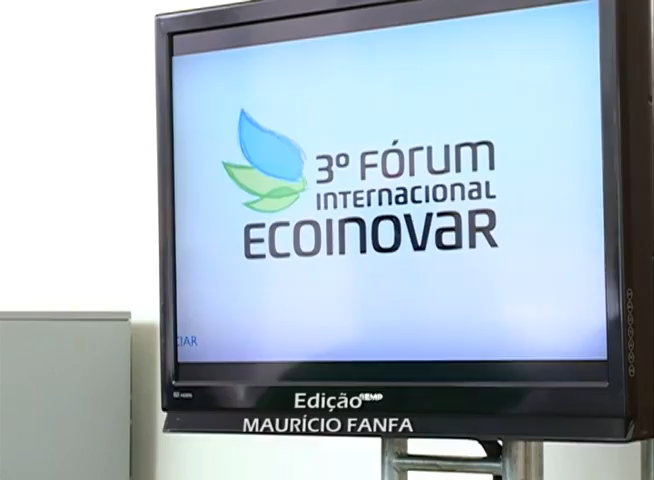 3º FÓRUM
INTERNACIONAL
ECOINOVAR
CIAR
Edição
MAURÍCIO FANFA